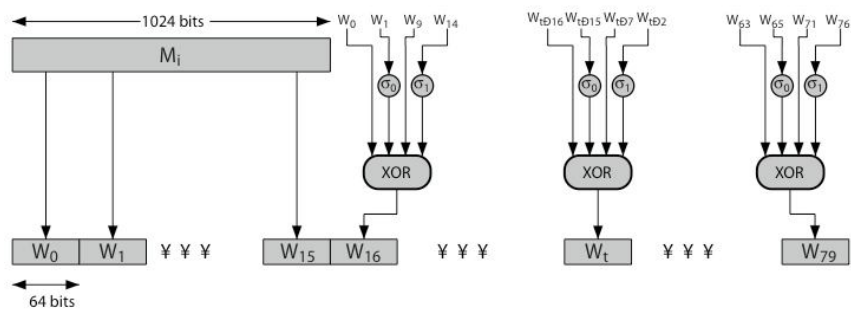 1024 bits
W₀ W₁ W₉ W₁₄
WₜÐ₁₆ WₜÐ₁₅ WₜÐ₇ WₜÐ₂
W₆₃ W₆₅ W₇₁ W₇₆
Mᵢ
σ₀ σ₁
σ₀ σ₁
σ₀ σ₁
XOR
XOR
XOR
W₀ W₁ ¥ ¥ ¥ W₁₅ W₁₆ ¥ ¥ ¥ Wₜ ¥ ¥ ¥ W₇₉
64 bits